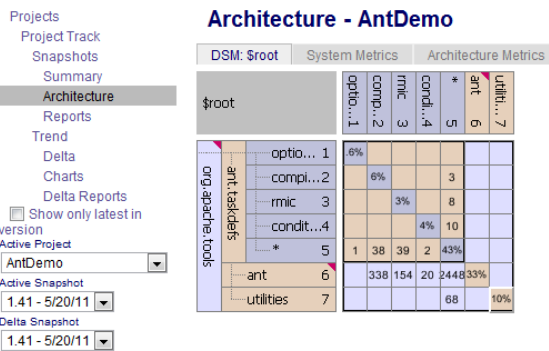 Projects
Project Track
Snapshots
Summary
Architecture
Reports
Trend
Delta
Charts
Delta Reports
Show only latest in
version
Active Project
AntDemo
Active Snapshot
1.41 - 5/20/11
Delta Snapshot
1.41 - 5/20/11
Architecture - AntDemo
DSM: $root System Metrics Architecture Metrics
$root
optio...1
comp...2
rmic 3
condi...4
* 5
ant 6
utiliti...7
org.apache.tools
ant.taskdefs
optio... 1 .6%
compi...2 6% 3
rmic 3 3% 8
condit...4 4% 10
* 5 1 38 39 2 43%
ant 6 338 154 20 2448 33%
utilities 7 68 10%